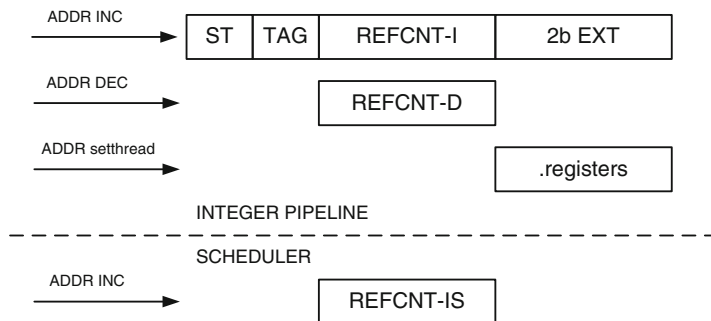 ADDR INC
ST TAG REFCNT-I 2b EXT
ADDR DEC
REFCNT-D
ADDR setthread
.registers
INTEGER PIPELINE
SCHEDULER
ADDR INC
REFCNT-IS